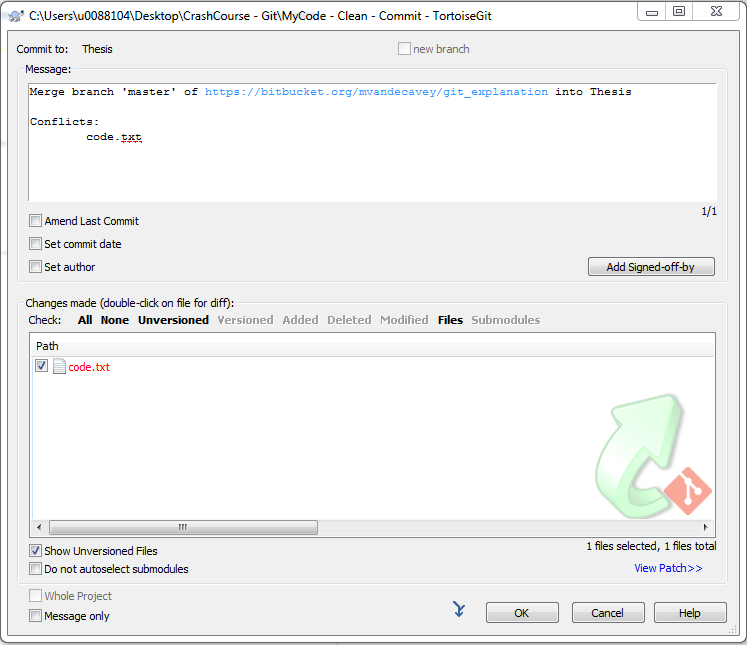 C:\Users\u0088104\Desktop\CrashCourse - Git\MyCode - Clean - Commit - TortoiseGit
Commit to: Thesis new branch
Message:
Merge branch 'master' of https://bitbucket.org/mvandecavey/git_explanation into Thesis
Conflicts:
code.txt
1/1
Amend Last Commit
Set commit date
Set author
Add Signed-off-by
Changes made (double-click on file for diff):
Check: All None Unversioned Versioned Added Deleted Modified Files Submodules
Path
code.txt
Show Unversioned Files
1 files selected, 1 files total
Do not autoselect submodules
View Patch>>
Whole Project
Message only
OK Cancel Help